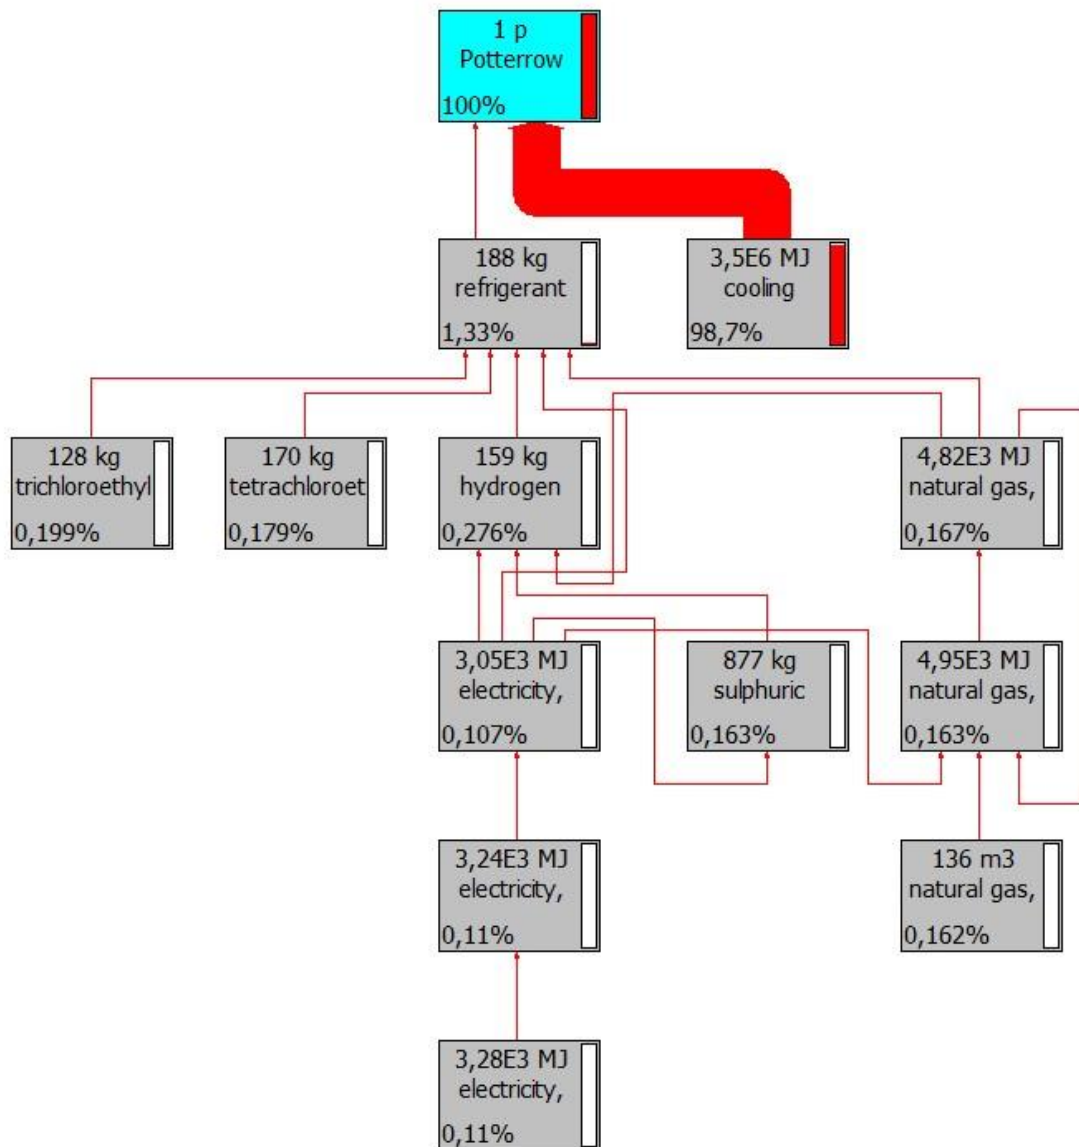 1 p
Potterrow
100%
188 kg
refrigerant
1,33%
3,5E6 MJ
cooling
98,7%
128 kg
trichloroethyl
0,199%
170 kg
tetrachloroet
0,179%
159 kg
hydrogen
0,276%
4,82E3 MJ
natural gas,
0,167%
3,05E3 MJ
electricity,
0,107%
877 kg
sulphuric
0,163%
4,95E3 MJ
natural gas,
0,163%
3,24E3 MJ
electricity,
0,11%
136 m3
natural gas,
0,162%
3,28E3 MJ
electricity,
0,11%